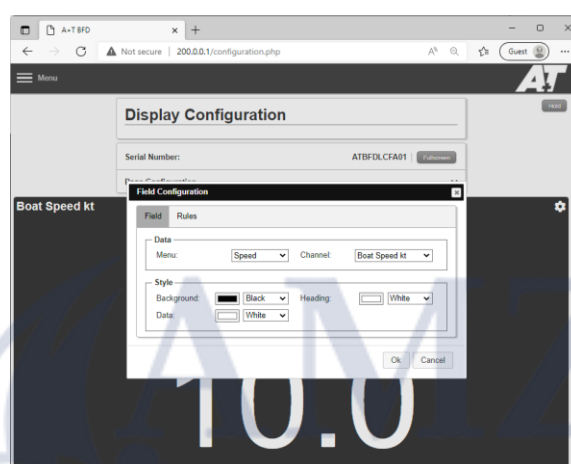 A+T BFD
Not secure | 200.0.0.1/configuration.php
Guest
Menu
AT
Display Configuration
Serial Number: ATBFDLCFA01 | Fullscreen
Field Configuration
Boat Speed kt
Field Rules
Data
Menu: Speed Channel: Boat Speed kt
Style
Background: Black Heading: White
Data: White
Ok Cancel
10.0